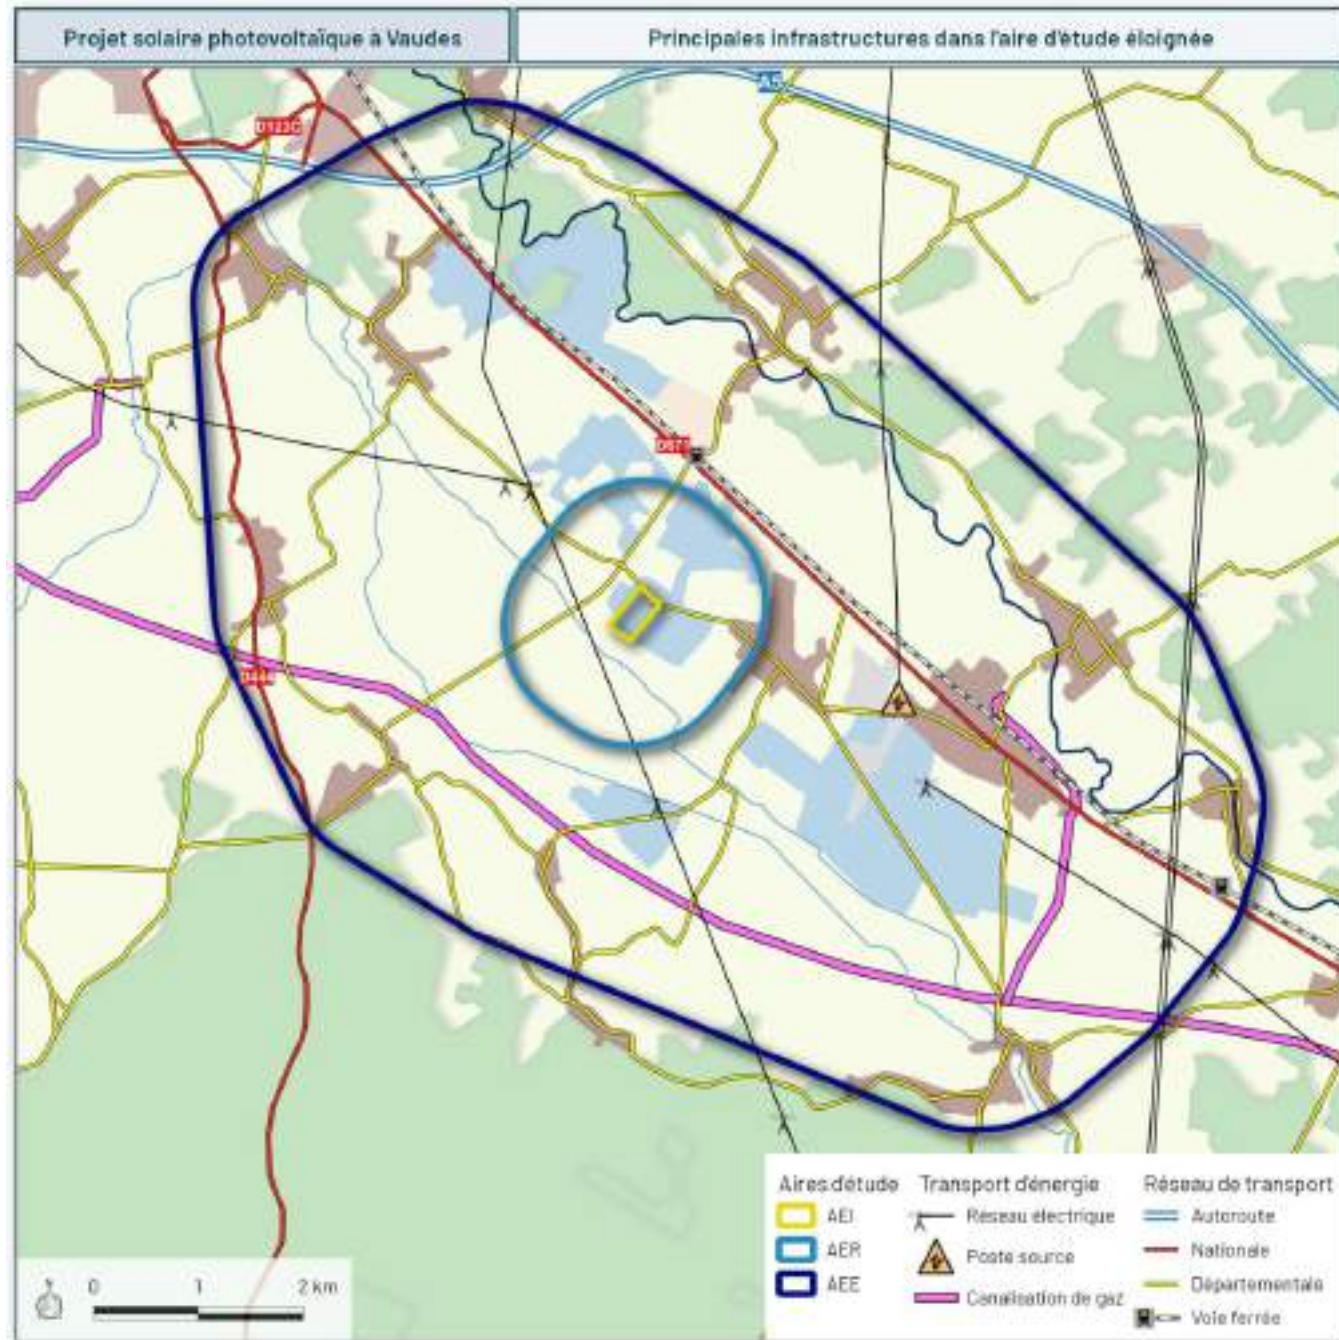 Projet solaire photovoltaïque à Vaudes
Principales infrastructures dans l'aire d'étude éloignée
A5
D123C
D671
D444
Aires d'étude
AEI
AER
AEE
Transport d'énergie
Réseau électrique
Poste source
Canalisation de gaz
Réseau de transport
Autoroute
Nationale
Départementale
Voie ferrée
0 1 2 km